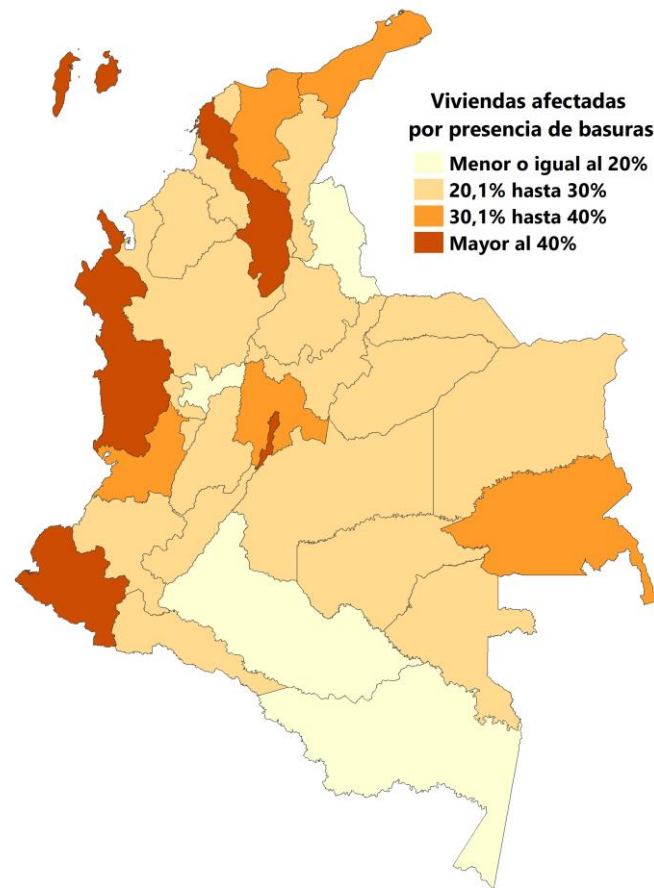 Viviendas afectadas
por presencia de basuras
Menor o igual al 20%
20,1% hasta 30%
30,1% hasta 40%
Mayor al 40%